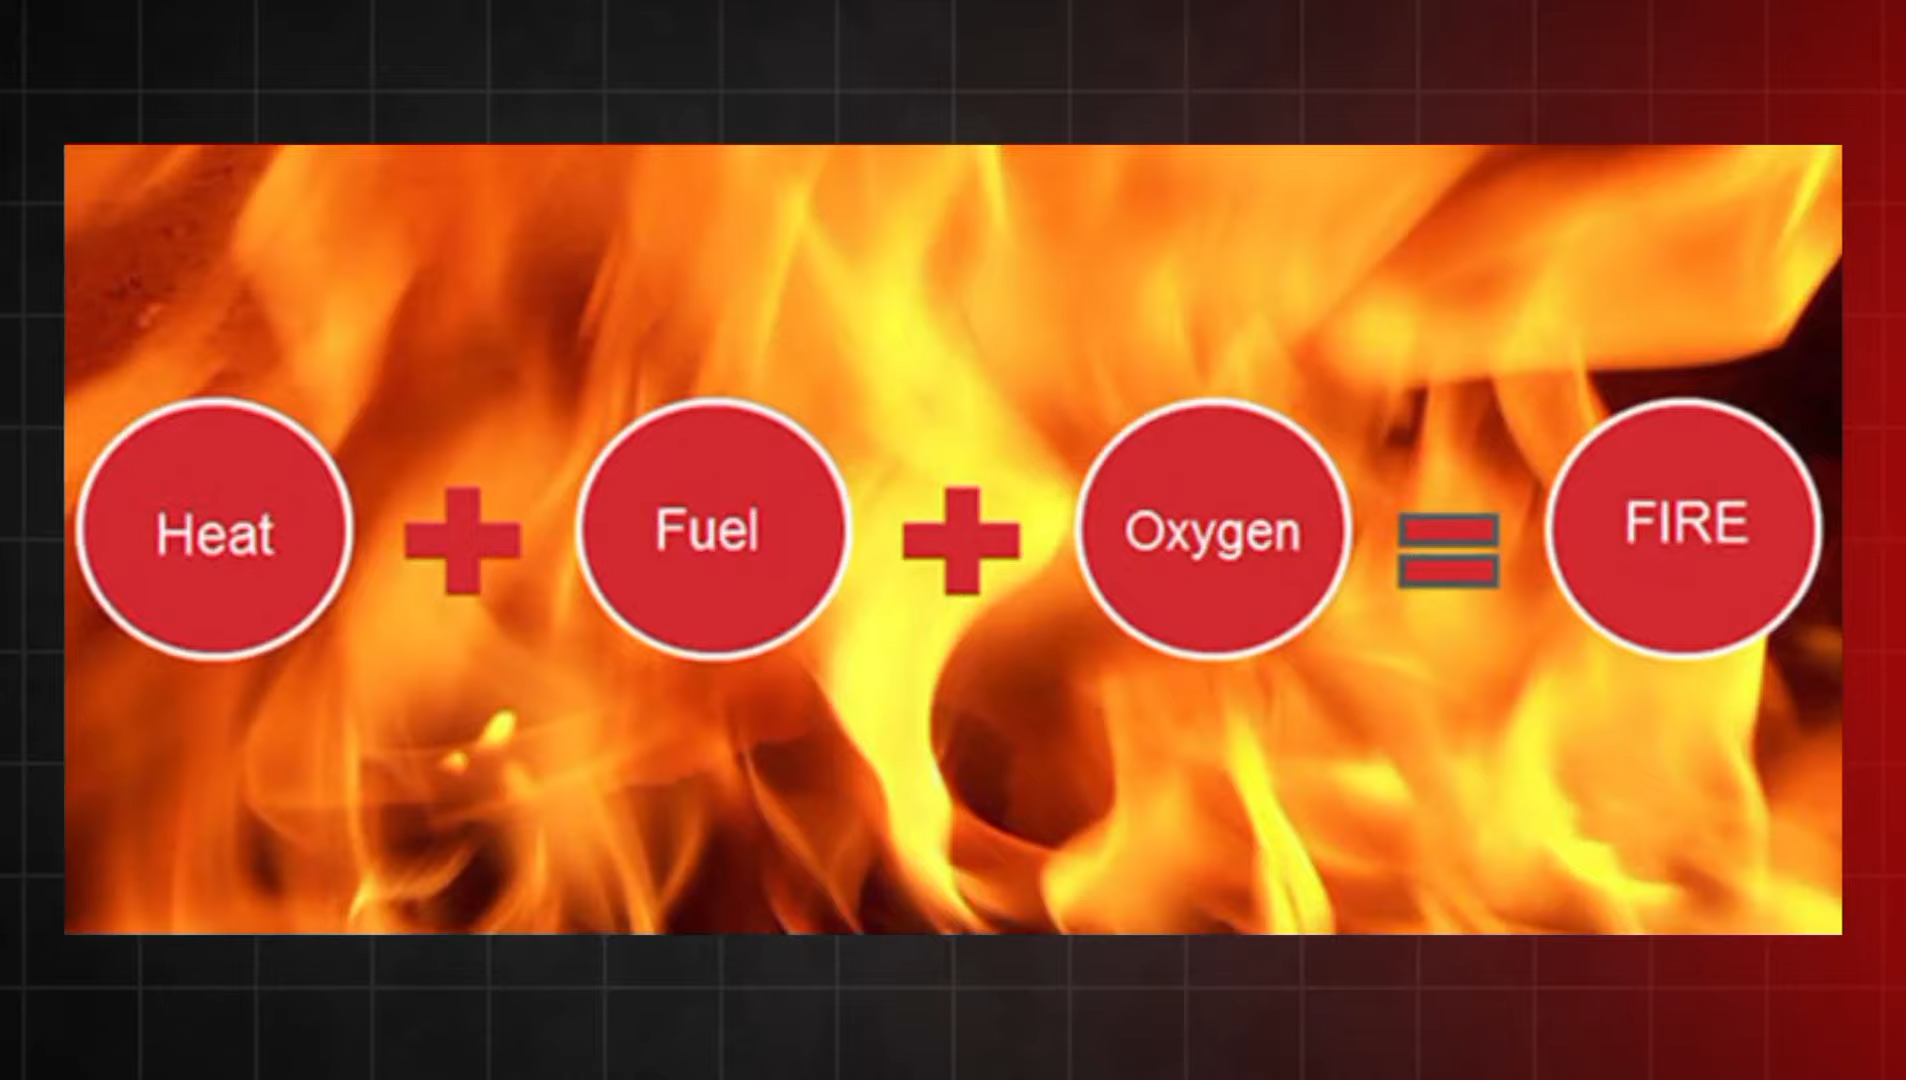 Heat + Fuel + Oxygen = FIRE